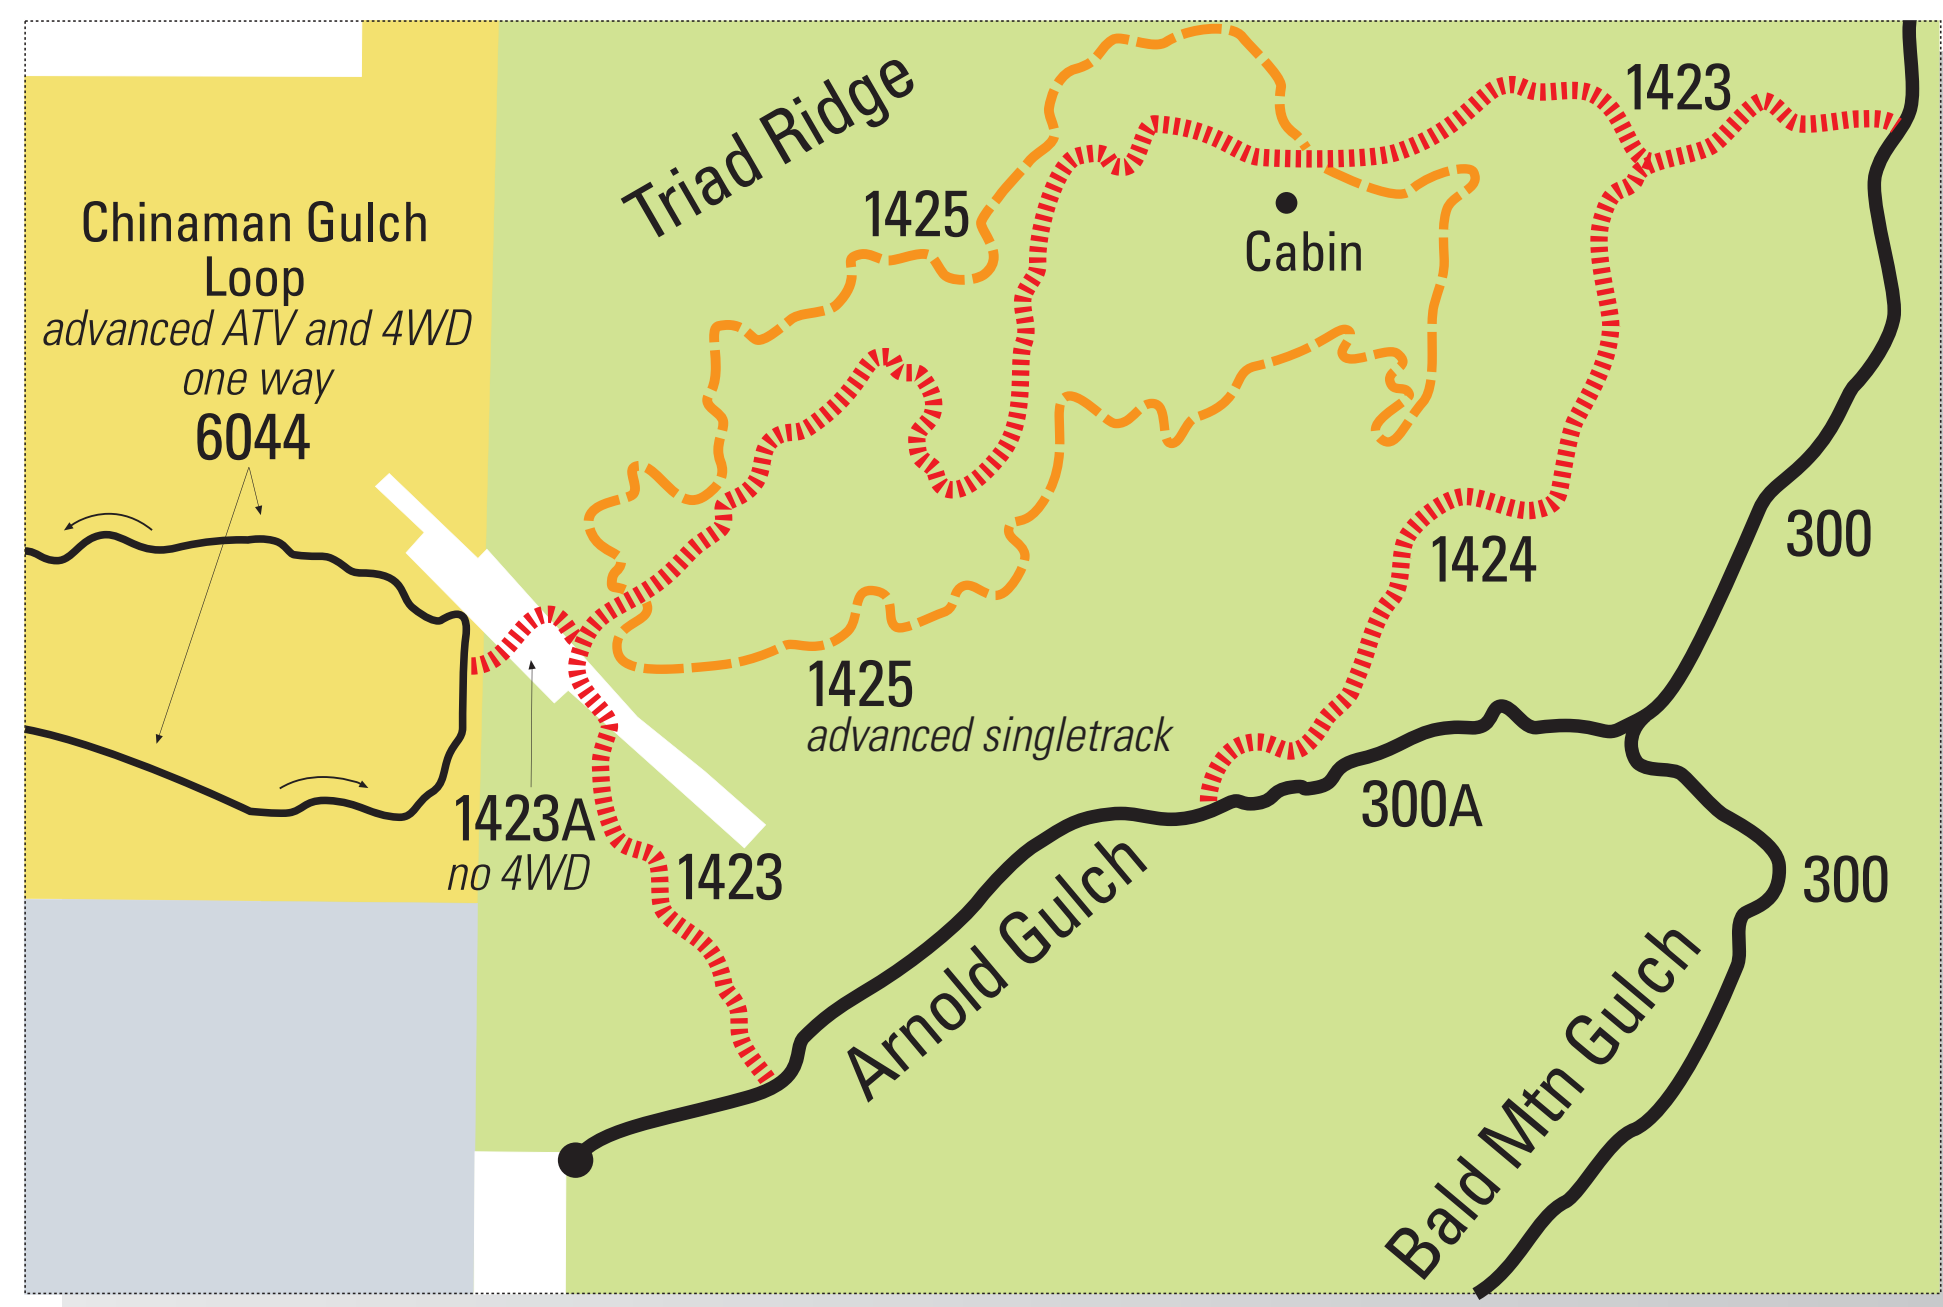 Triad Ridge
1423
1425
Chinaman Gulch
Loop
advanced ATV and 4WD
one way
6044
Cabin
300
1424
1425
advanced singletrack
1423A
no 4WD
1423
300A
300
Arnold Gulch
Bald Mtn Gulch